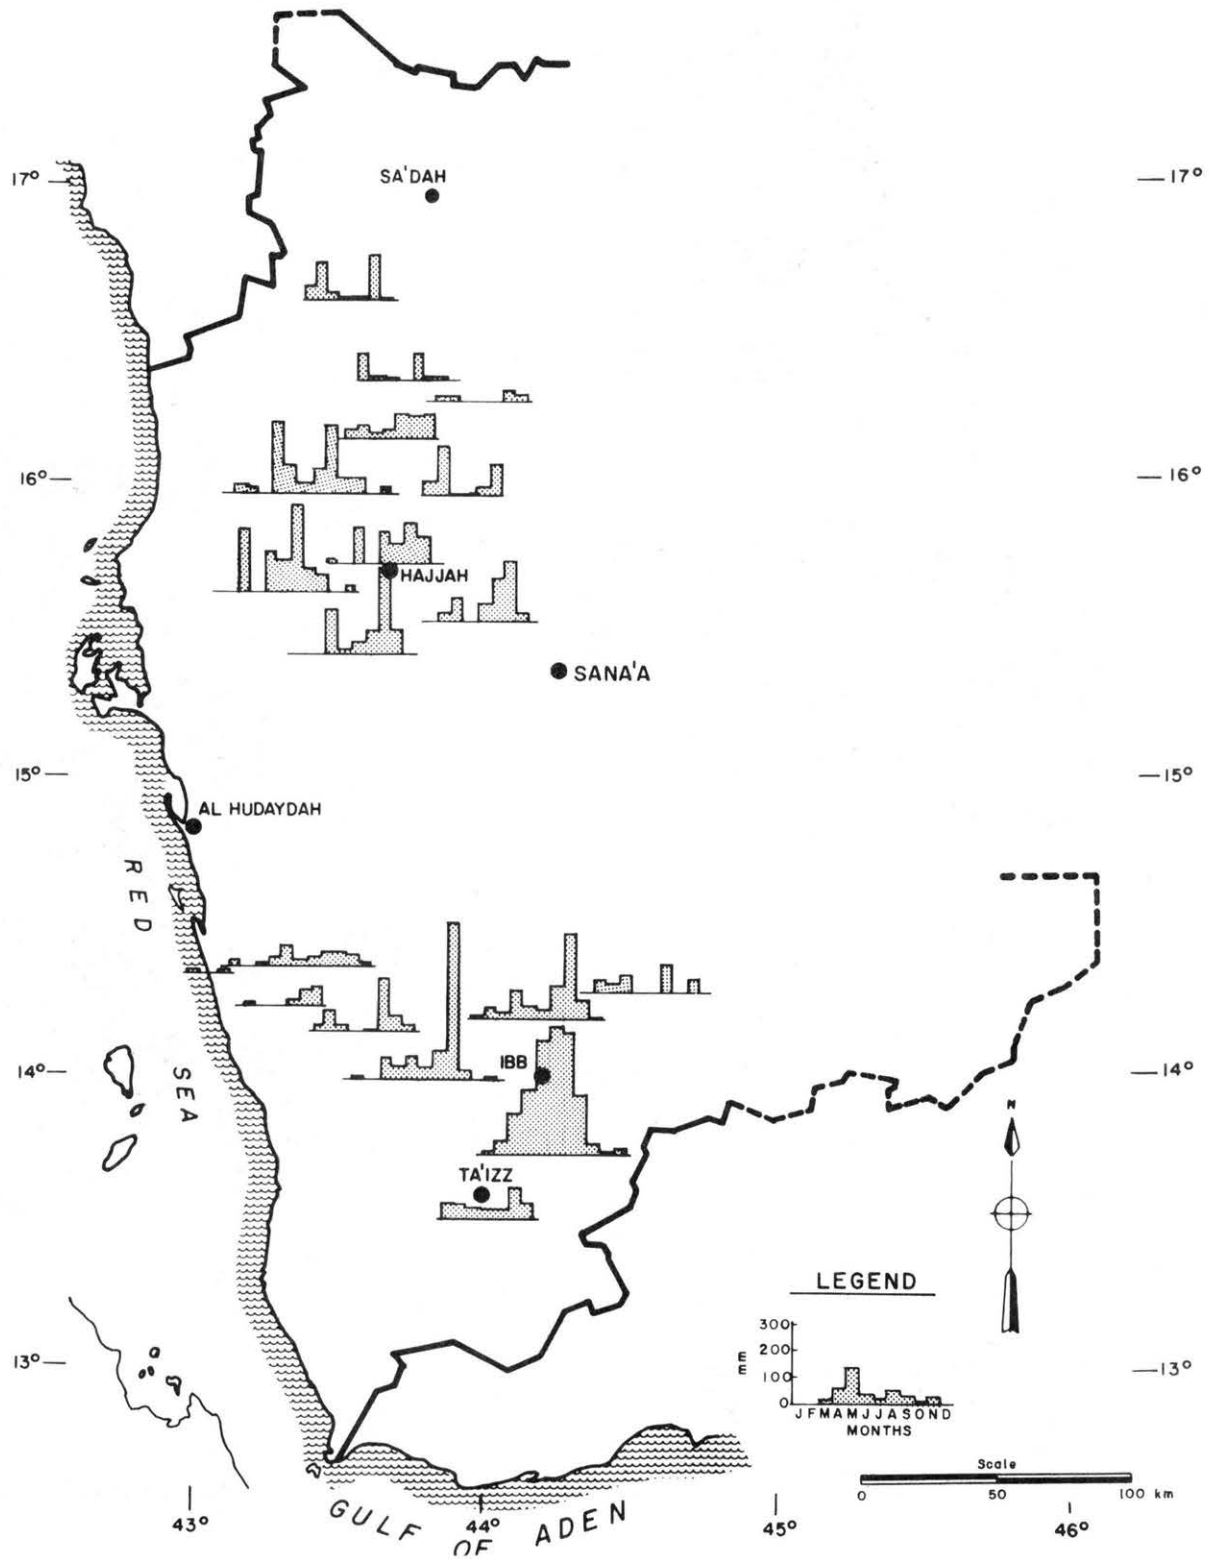 SA'DAH
17°
17°
16°
16°
HAJJAH
SANA'A
15°
15°
AL HUDAYDAH
RED
SEA
IBB
14°
14°
N
TA'IZZ
LEGEND
300
200
100
0
MM
J F M A M J J A S O N D
MONTHS
13°
13°
Scale
0 50 100 km
GULF OF ADEN
43° 44° 45° 46°